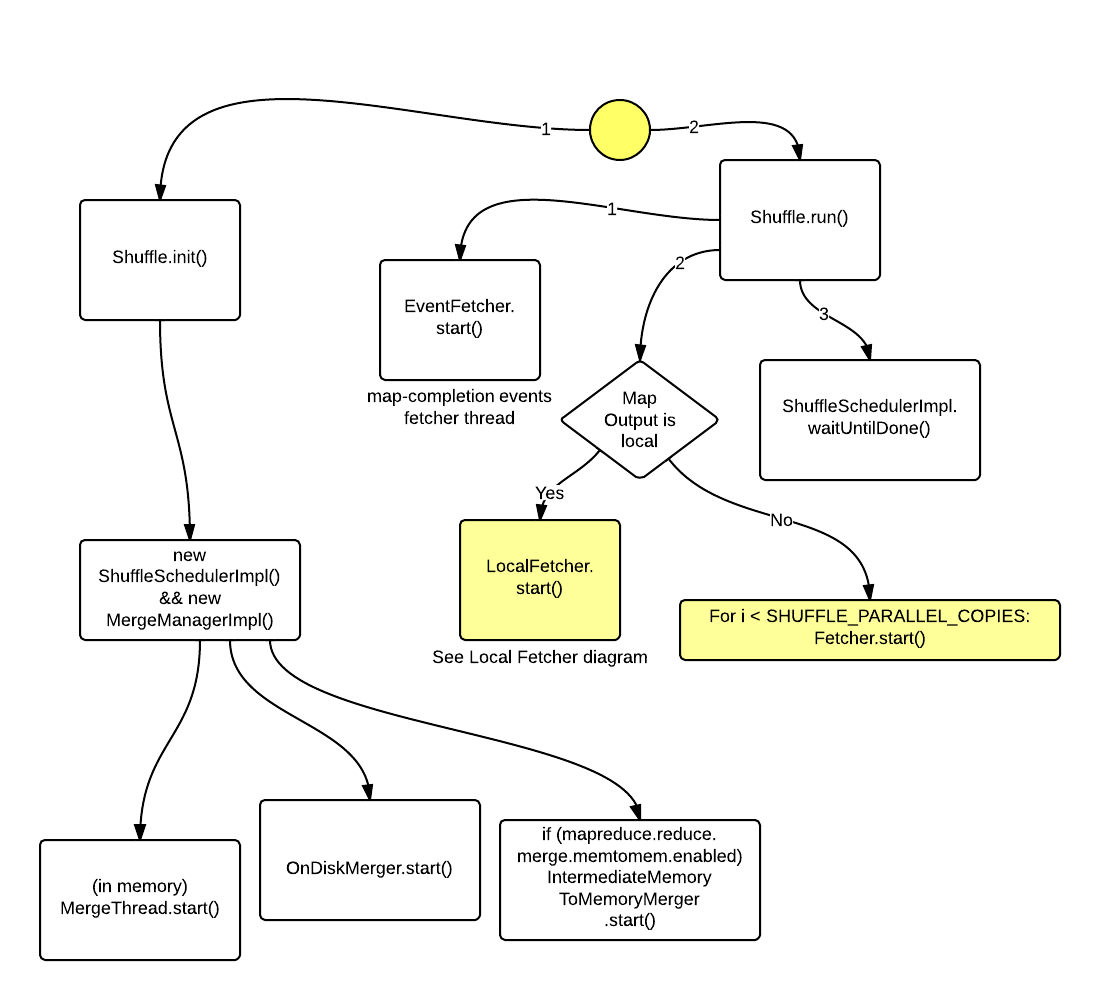 1
2
Shuffle.run()
1
Shuffle.init()
2
EventFetcher.
start()
3
map-completion events
fetcher thread
Map
Output is
local
ShuffleSchedulerImpl.
waitUntilDone()
Yes
No
new
ShuffleSchedulerImpl()
&& new
MergeManagerImpl()
LocalFetcher.
start()
See Local Fetcher diagram
For i < SHUFFLE_PARALLEL_COPIES:
Fetcher.start()
(in memory)
MergeThread.start()
OnDiskMerger.start()
if (mapreduce.reduce.
merge.memtomem.enabled)
IntermediateMemory
ToMemoryMerger
.start()